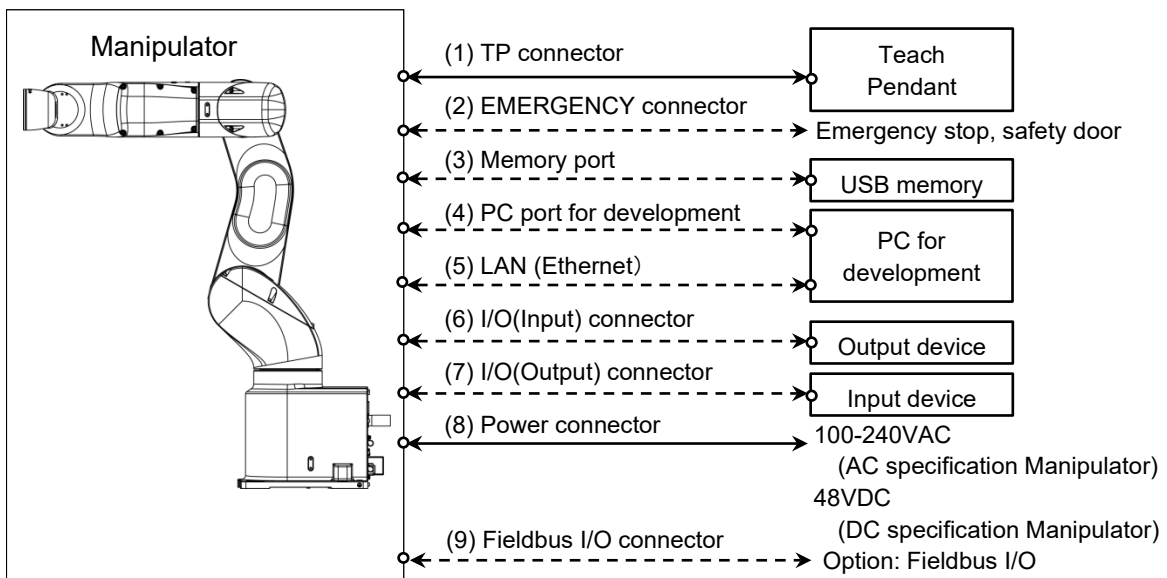 Manipulator
(1) TP connector
Teach
Pendant
(2) EMERGENCY connector
Emergency stop, safety door
(3) Memory port
USB memory
(4) PC port for development
PC for
development
(5) LAN (Ethernet）
(6) I/O(Input) connector
Output device
(7) I/O(Output) connector
Input device
(8) Power connector
100-240VAC
(AC specification Manipulator)
48VDC
(DC specification Manipulator)
(9) Fieldbus I/O connector
Option: Fieldbus I/O